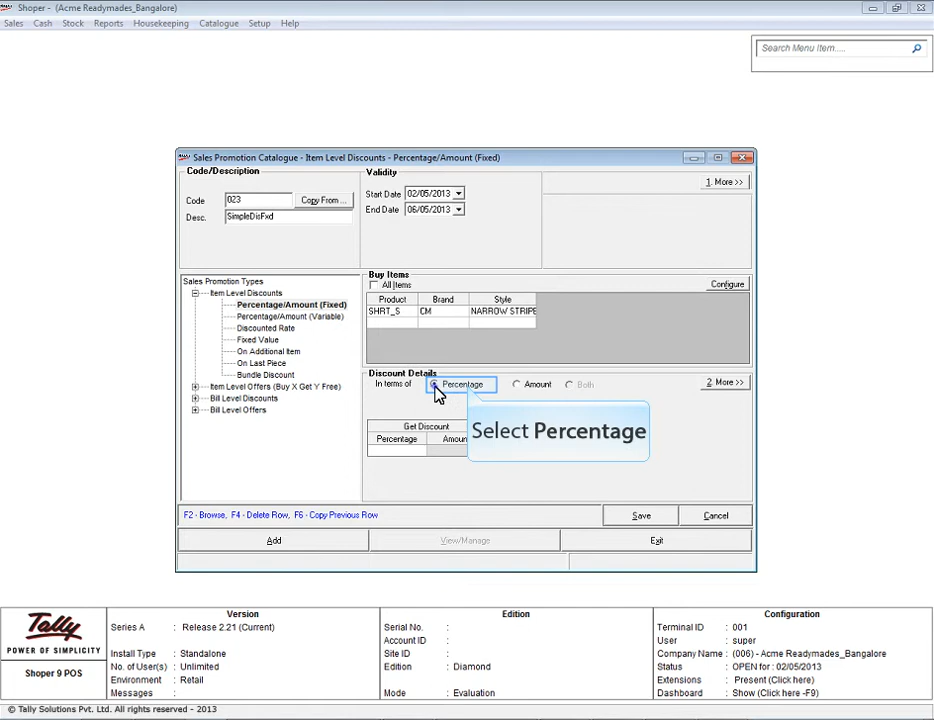 Shoper - (Acme Readymades_Bangalore)
Sales Cash Stock Reports Housekeeping Catalogue Setup Help
Search Menu Item.....
Sales Promotion Catalogue - Item Level Discounts - Percentage/Amount (Fixed)
Code/Description
Code 023 Copy From ...
Desc. SimpleDisFxd
Validity
Start Date 02/05/2013
End Date 06/05/2013
1. More >>
Sales Promotion Types
Item Level Discounts
Percentage/Amount (Fixed)
Percentage/Amount (Variable)
Discounted Rate
Fixed Value
On Additional Item
On Last Piece
Bundle Discount
Item Level Offers (Buy X Get Y Free)
Bill Level Discounts
Bill Level Offers
Buy Items
All Items
Configure
Product Brand Style
SHRT_S CM NARROW STRIPE
Discount Details
In terms of Percentage Amount Both
2 More >>
Select Percentage
Get Discount
Percentage Amoun
F2 - Browse, F4 - Delete Row, F6 - Copy Previous Row
Save Cancel
Add View/Manage Exit
Tally
POWER OF SIMPLICITY
Shoper 9 POS
Version
Series A : Release 2.21 (Current)
Install Type : Standalone
No. of User(s) : Unlimited
Environment : Retail
Messages :
Edition
Serial No. :
Account ID :
Site ID :
Edition : Diamond
Mode : Evaluation
Configuration
Terminal ID : 001
User : super
Company Name : (006) - Acme Readymades_Bangalore
Status : OPEN for : 02/05/2013
Extensions : Present (Click here)
Dashboard : Show (Click here -F9)
© Tally Solutions Pvt. Ltd. All rights reserved - 2013